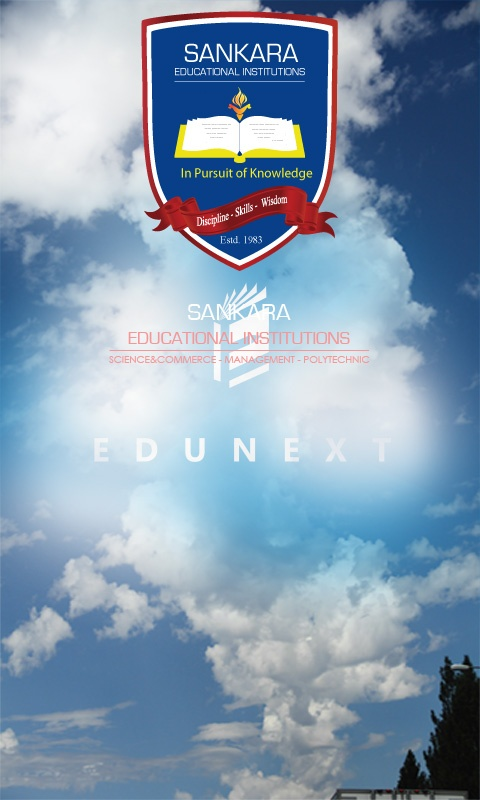 SANKARA
EDUCATIONAL INSTITUTIONS
In Pursuit of Knowledge
Discipline - Skills - Wisdom
Estd. 1983
SANKARA
EDUCATIONAL INSTITUTIONS
SCIENCE&COMMERCE - MANAGEMENT - POLYTECHNIC
EDUNEXT